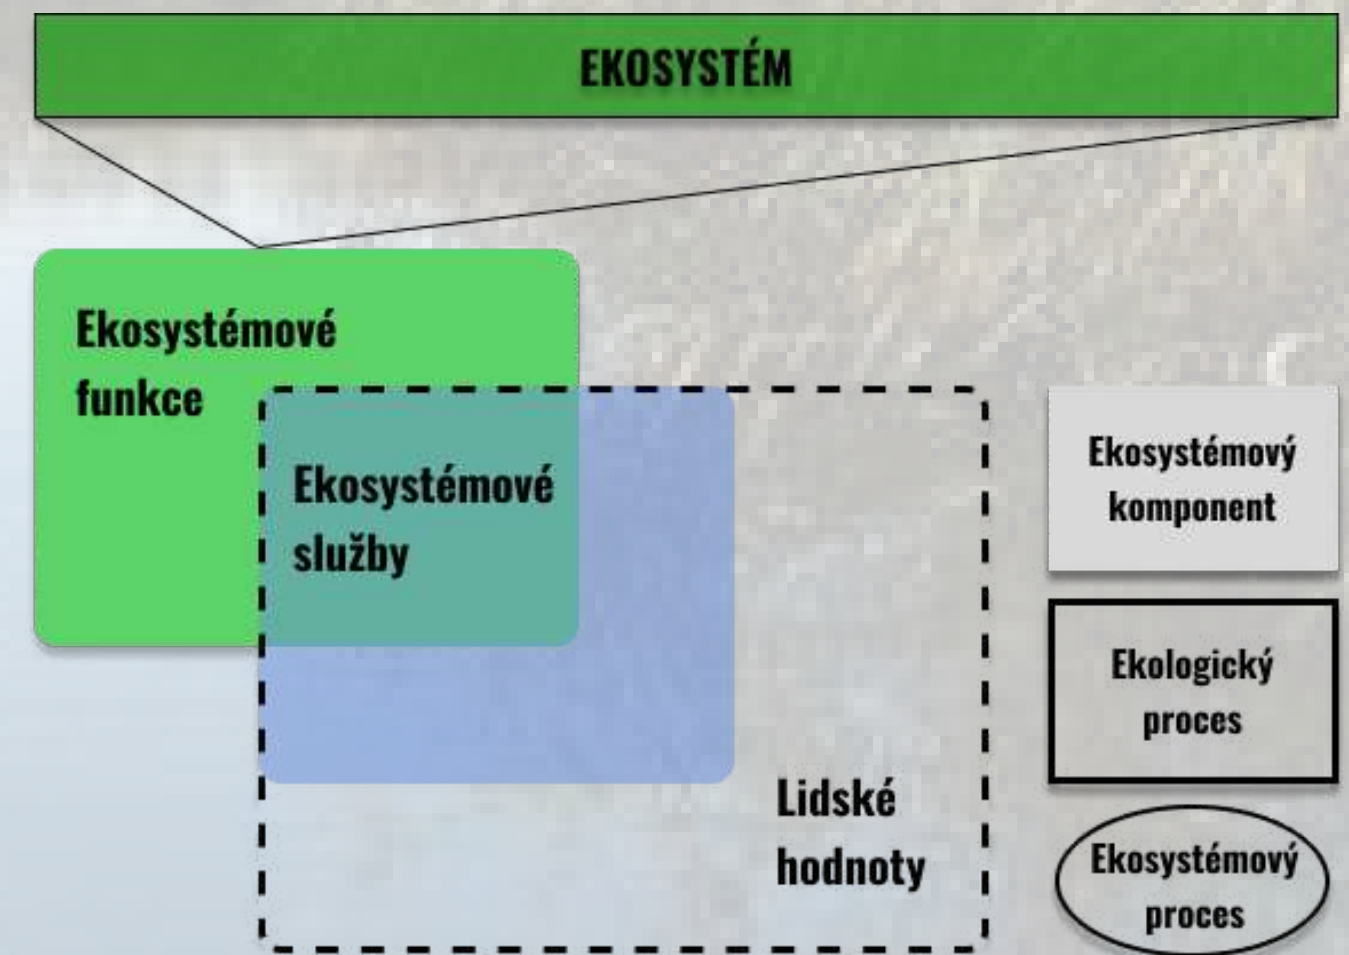 EKOSYSTÉM
Ekosystémové
funkce
Ekosystémové
služby
Lidské
hodnoty
Ekosystémový
komponent
Ekologický
proces
Ekosystémový
proces